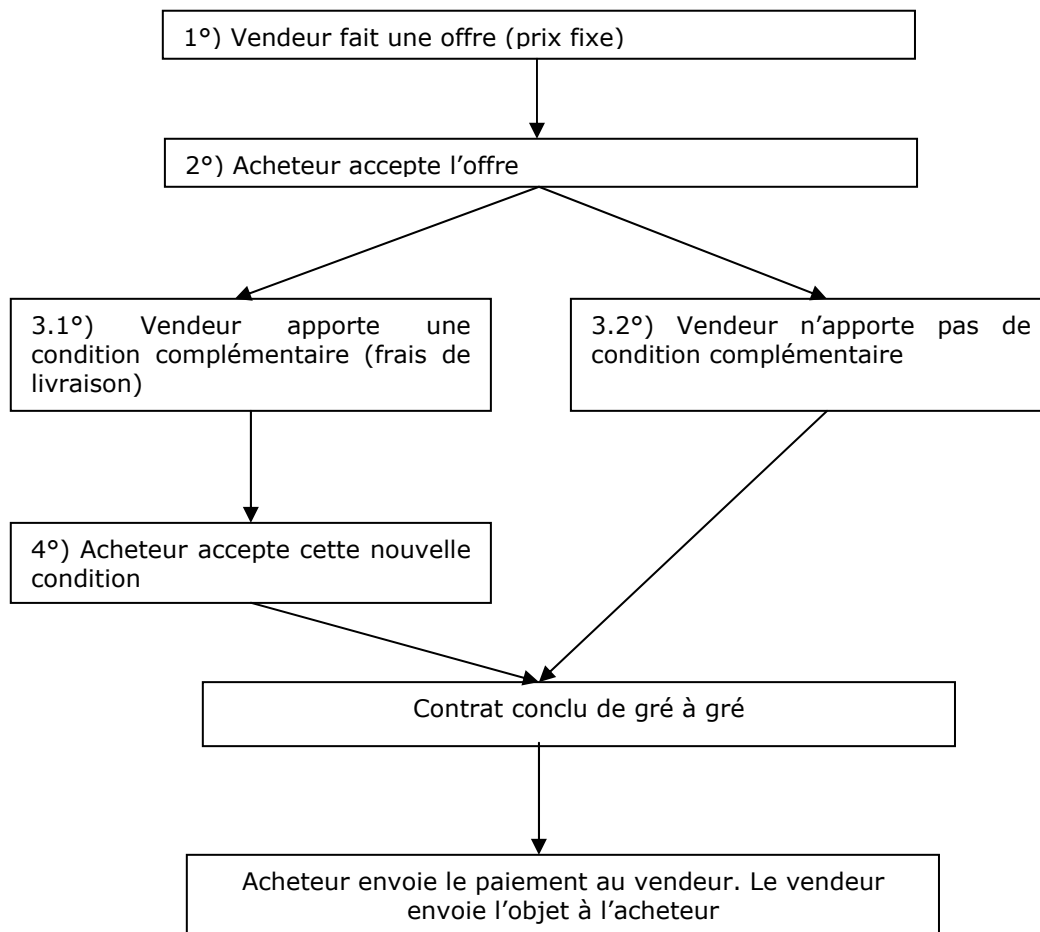 1°) Vendeur fait une offre (prix fixe)
2°) Acheteur accepte l’offre
3.1°) Vendeur apporte une
condition complémentaire (frais de
livraison)
3.2°) Vendeur n’apporte pas de
condition complémentaire
4°) Acheteur accepte cette nouvelle
condition
Contrat conclu de gré à gré
Acheteur envoie le paiement au vendeur. Le vendeur
envoie l’objet à l’acheteur